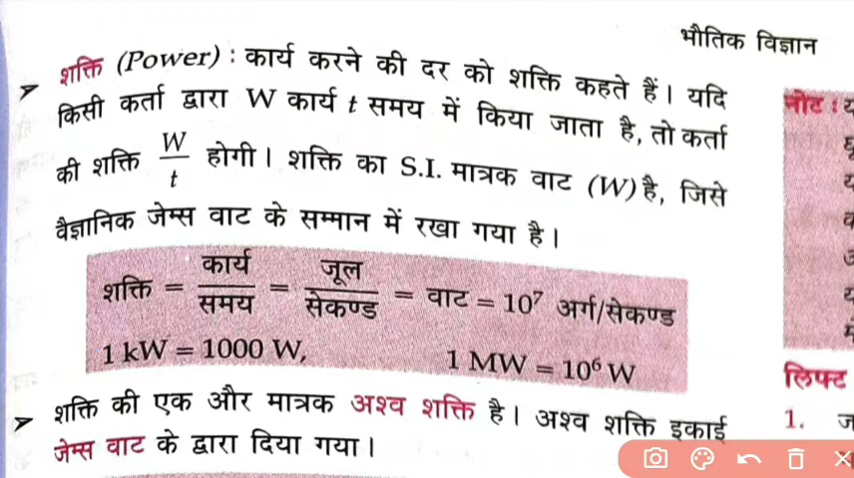 भौतिक विज्ञान
शक्ति (Power) : कार्य करने की दर को शक्ति कहते हैं। यदि
किसी कर्ता द्वारा W कार्य t समय में किया जाता है, तो कर्ता
की शक्ति W/t होगी। शक्ति का S.I. मात्रक वाट (W) है, जिसे
वैज्ञानिक जेम्स वाट के सम्मान में रखा गया है।
शक्ति = कार्य/समय = जूल/सेकण्ड = वाट = 10⁷ अर्ग/सेकण्ड
1 kW = 1000 W, 1 MW = 10⁶ W
शक्ति की एक और मात्रक अश्व शक्ति है। अश्व शक्ति इकाई
जेम्स वाट के द्वारा दिया गया।
नोट :
लिफ्ट
1.